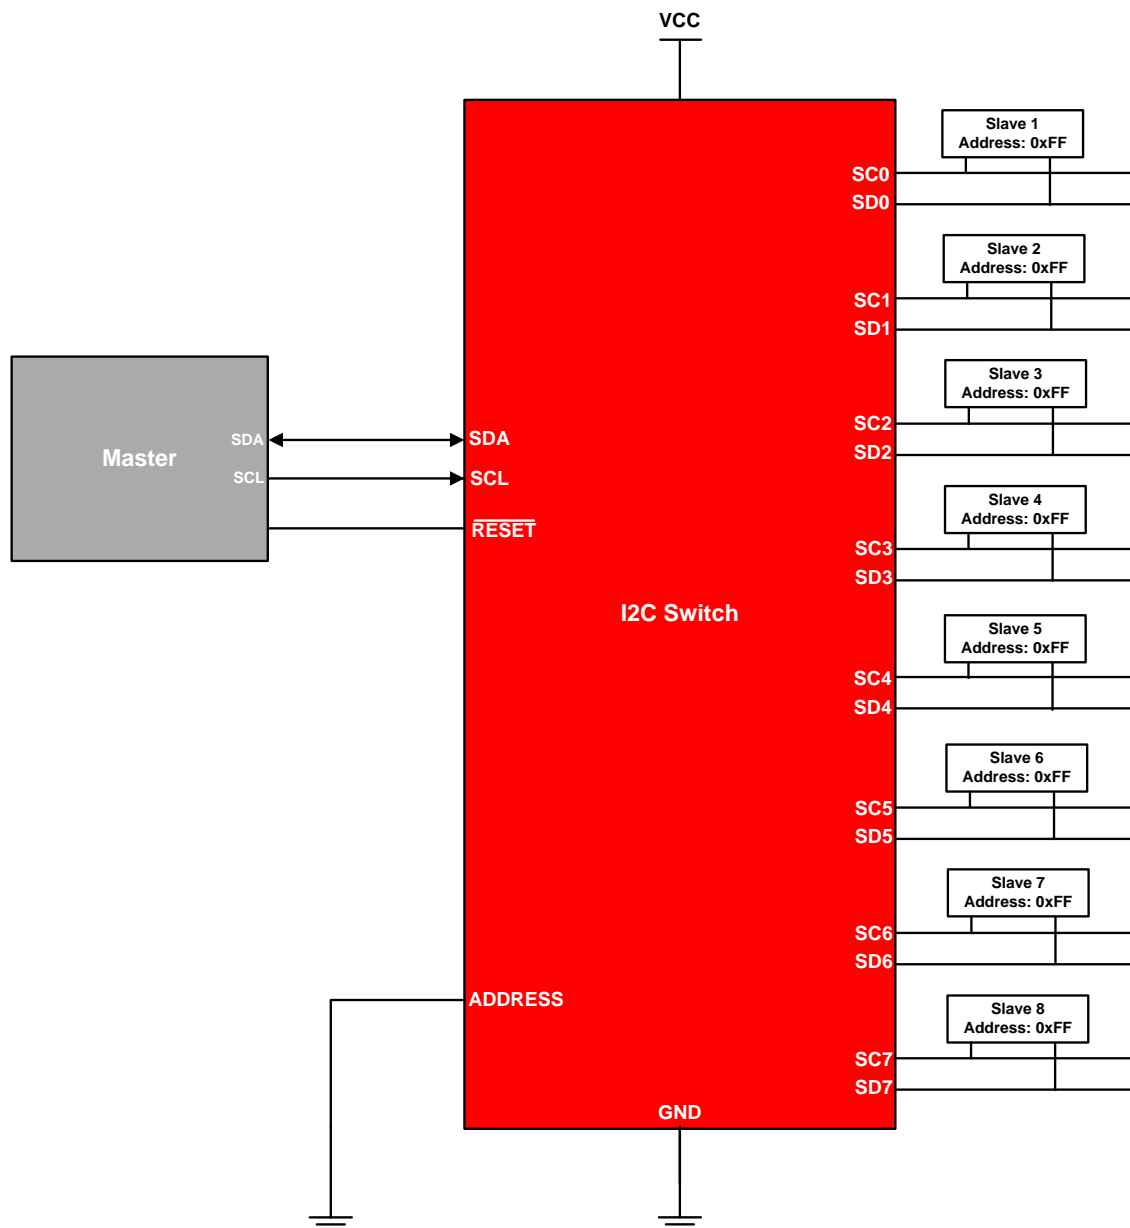 VCC
Slave 1
Address: 0xFF
SC0
SD0
Slave 2
Address: 0xFF
SC1
SD1
Slave 3
Address: 0xFF
SC2
SD2
Master
SDA
SCL
SDA
SCL
RESET
Slave 4
Address: 0xFF
SC3
SD3
I2C Switch
Slave 5
Address: 0xFF
SC4
SD4
Slave 6
Address: 0xFF
SC5
SD5
Slave 7
Address: 0xFF
SC6
SD6
ADDRESS
Slave 8
Address: 0xFF
SC7
SD7
GND